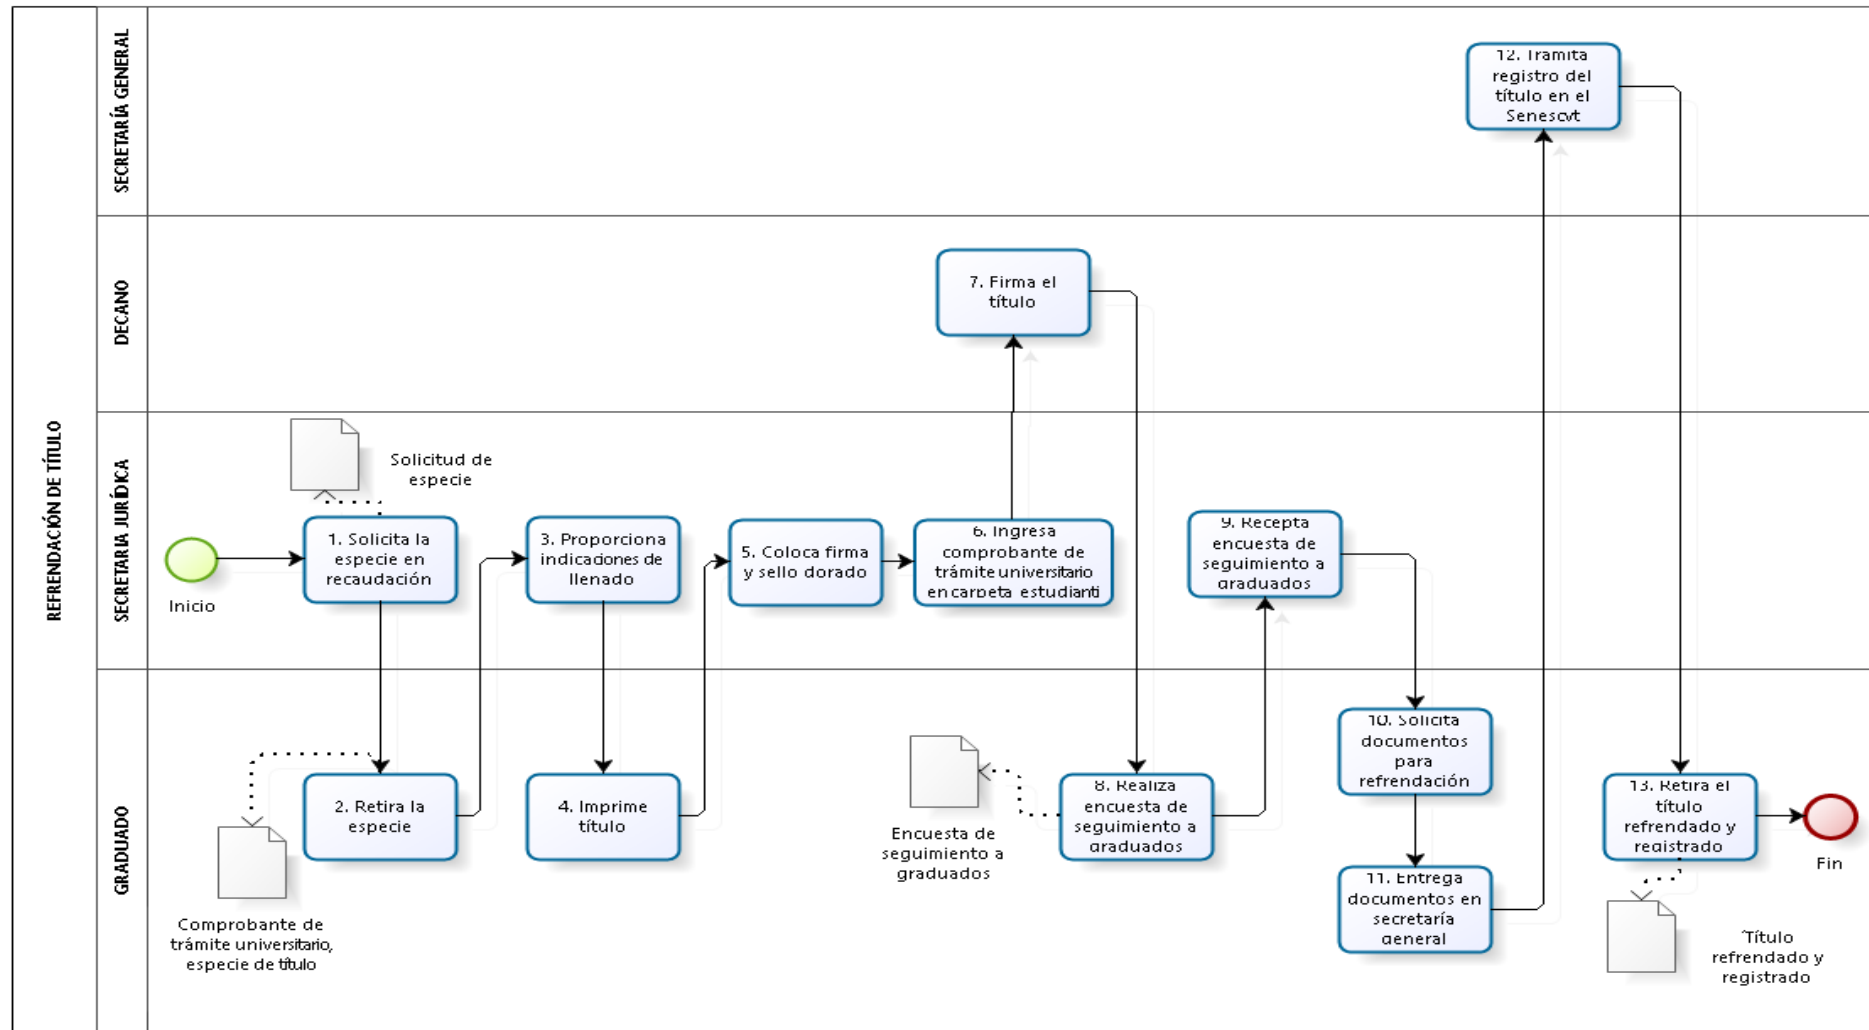 REFRENDACIÓN DE TÍTULO
SECRETARÍA GENERAL
12. Tramita
registro del
título en el
Senescyt
DECANO
7. Firma el
título
SECRETARIA JURÍDICA
Solicitud de
especie
Inicio
1. Solicita la
especie en
recaudación
3. Proporciona
indicaciones de
llenado
5. Coloca firma
y sello dorado
6. Ingresa
comprobante de
trámite universitario
en carpeta estudianti
9. Recepta
encuesta de
seguimiento a
graduados
GRADUADO
2. Retira la
especie
Comprobante de
trámite universitario,
especie de título
4. Imprime
título
Encuesta de
seguimiento a
graduados
8. Realiza
encuesta de
seguimiento a
graduados
10. Solicita
documentos
para
refrendación
11. Entrega
documentos en
secretaría
general
13. Retira el
título
refrendado y
registrado
Título
refrendado y
registrado
Fin